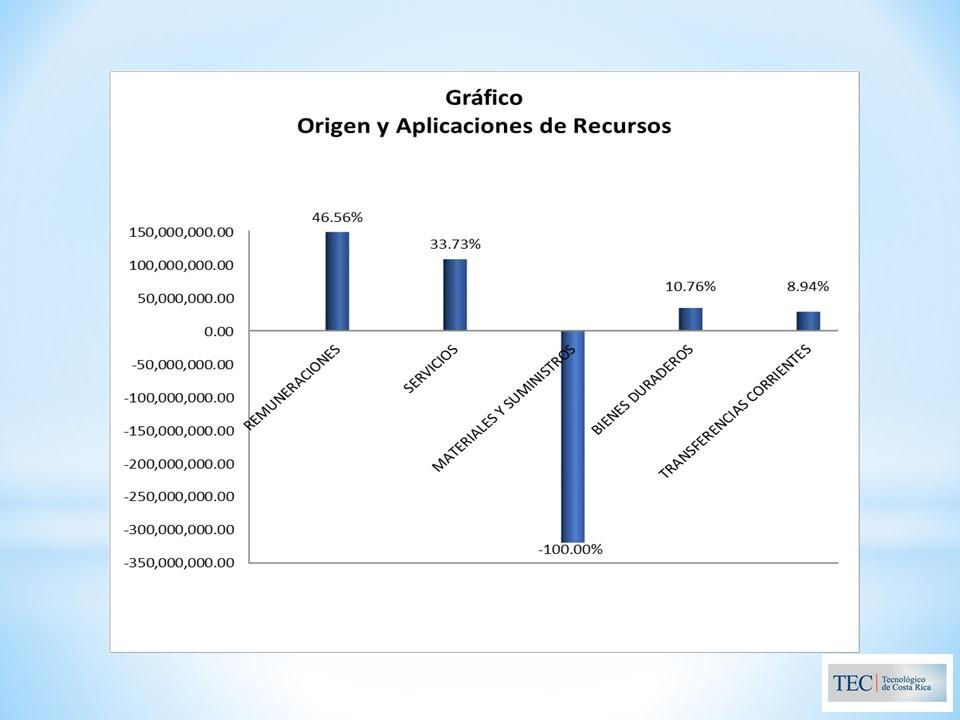 Gráfico
Origen y Aplicaciones de Recursos
46.56%
33.73%
10.76%
8.94%
-100.00%
150,000,000.00
100,000,000.00
50,000,000.00
0.00
-50,000,000.00
-100,000,000.00
-150,000,000.00
-200,000,000.00
-250,000,000.00
-300,000,000.00
-350,000,000.00
REMUNERACIONES
SERVICIOS
MATERIALES Y SUMINISTROS
BIENES DURADEROS
TRANSFERENCIAS CORRIENTES
TEC | Tecnológico
de Costa Rica